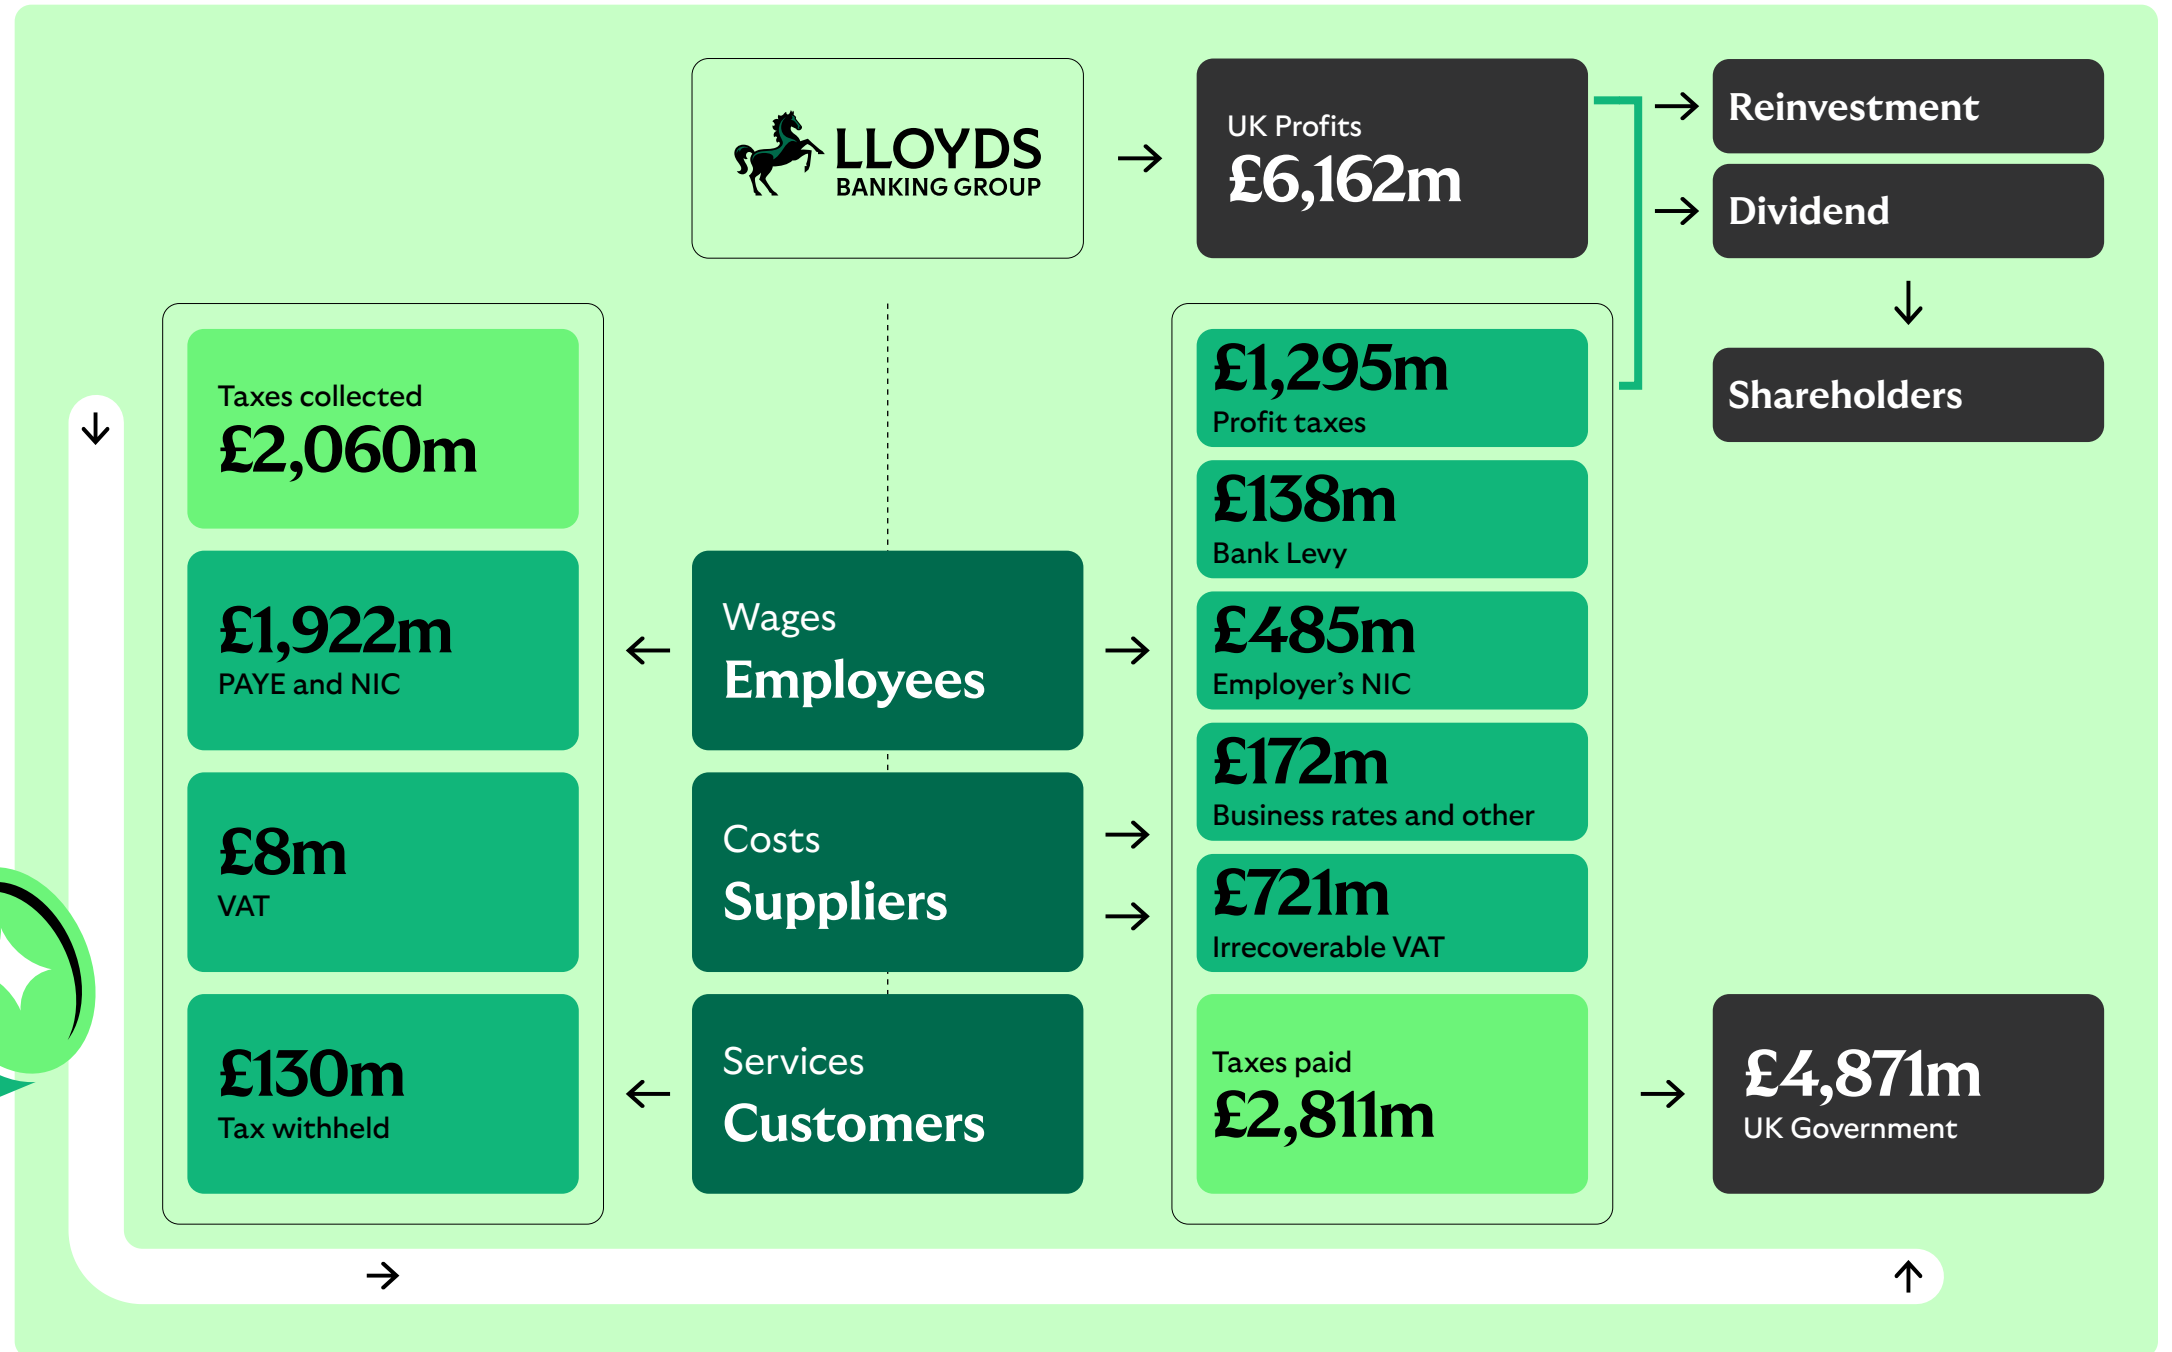 LLOYDS
BANKING GROUP
UK Profits
£6,162m
Reinvestment
Dividend
Shareholders
Taxes collected
£2,060m
£1,922m
PAYE and NIC
£8m
VAT
£130m
Tax withheld
Wages
Employees
Costs
Suppliers
Services
Customers
£1,295m
Profit taxes
£138m
Bank Levy
£485m
Employer’s NIC
£172m
Business rates and other
£721m
Irrecoverable VAT
Taxes paid
£2,811m
£4,871m
UK Government